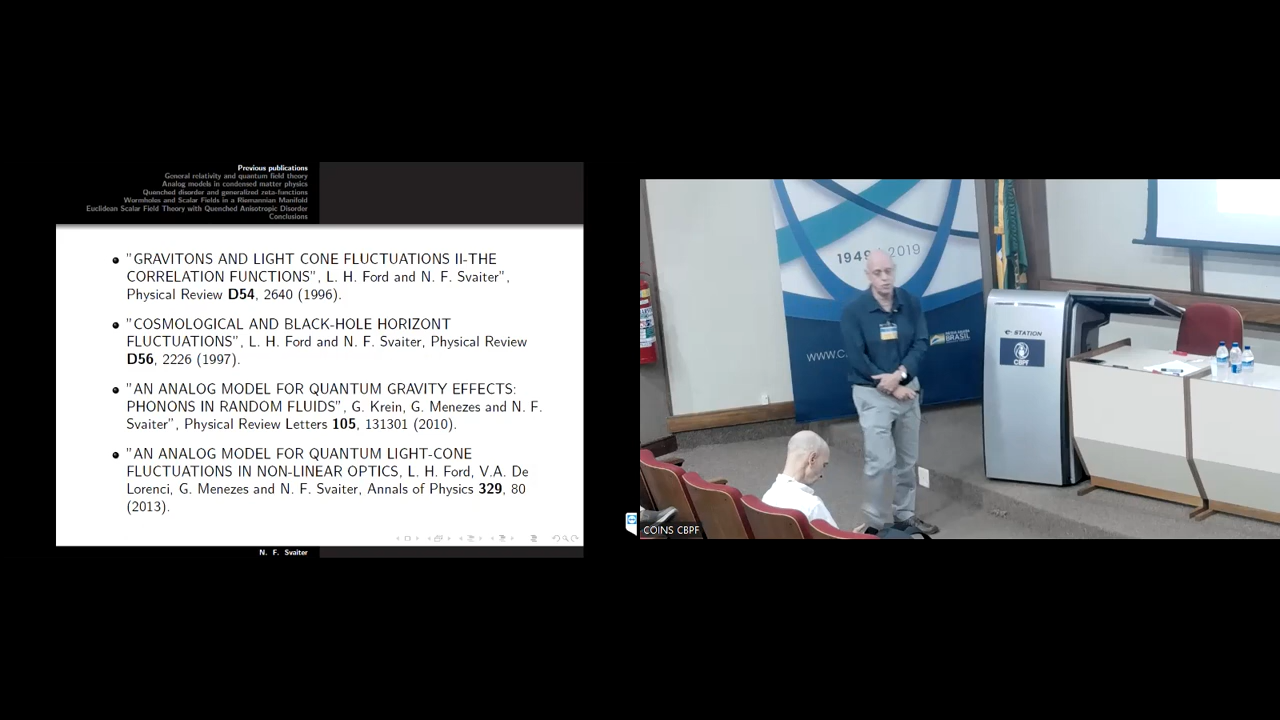 Previous publications
General relativity and quantum field theory
Analog models in condensed matter physics
Quenched disorder and generalized zeta-functions
Wormholes and Scalar Fields in a Riemannian Manifold
Euclidean Scalar Field Theory with Quenched Anisotropic Disorder
Conclusions
"GRAVITONS AND LIGHT CONE FLUCTUATIONS II-THE
CORRELATION FUNCTIONS", L. H. Ford and N. F. Svaiter",
Physical Review D54, 2640 (1996).
"COSMOLOGICAL AND BLACK-HOLE HORIZONT
FLUCTUATIONS", L. H. Ford and N. F. Svaiter, Physical Review
D56, 2226 (1997).
"AN ANALOG MODEL FOR QUANTUM GRAVITY EFFECTS:
PHONONS IN RANDOM FLUIDS", G. Krein, G. Menezes and N. F.
Svaiter", Physical Review Letters 105, 131301 (2010).
"AN ANALOG MODEL FOR QUANTUM LIGHT-CONE
FLUCTUATIONS IN NON-LINEAR OPTICS, L. H. Ford, V.A. De
Lorenci, G. Menezes and N. F. Svaiter, Annals of Physics 329, 80
(2013).
N. F. Svaiter
1949 2019
WWW.C
BRASIL
STATION
CBPF
COINS CBPF